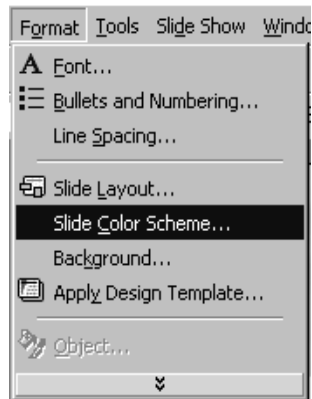 Format Tools Slide Show Windo
A Font...
Bullets and Numbering...
Line Spacing...
Slide Layout...
Slide Color Scheme...
Background...
Apply Design Template...
Object...